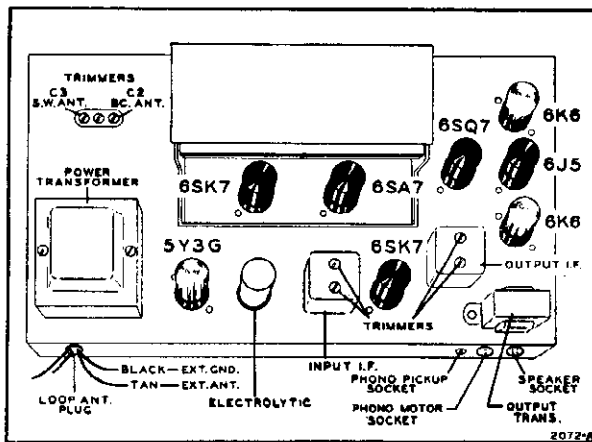 TRIMMERS
C3
S.W. ANT.
C2
BC. ANT.
POWER
TRANSFORMER
6SK7
6SA7
6SQ7
6K6
6J5
6K6
5Y3G
6SK7
OUTPUT I.F.
TRIMMERS
INPUT I.F.
BLACK—EXT. GND.
TAN—EXT. ANT.
LOOP ANT.
PLUG
ELECTROLYTIC
PHONO PICKUP
SOCKET
PHONO MOTOR
SOCKET
SPEAKER
SOCKET
OUTPUT
TRANS.